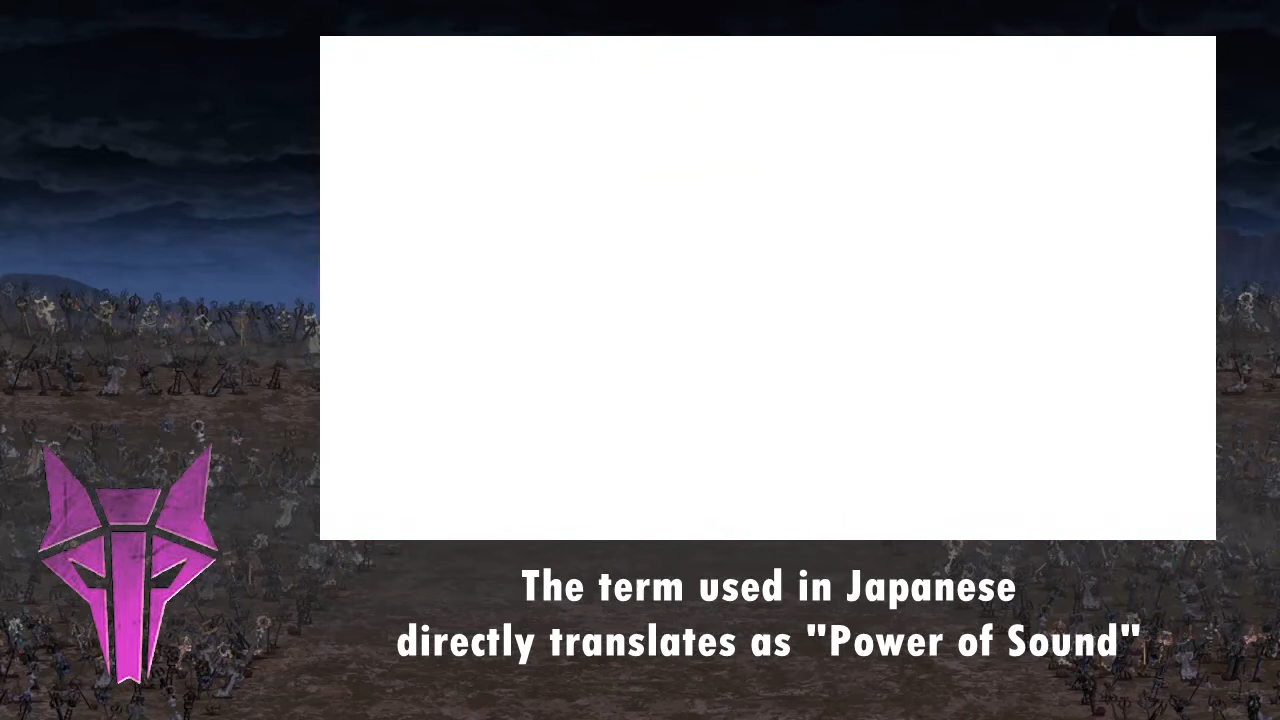 The term used in Japanese
directly translates as "Power of Sound"